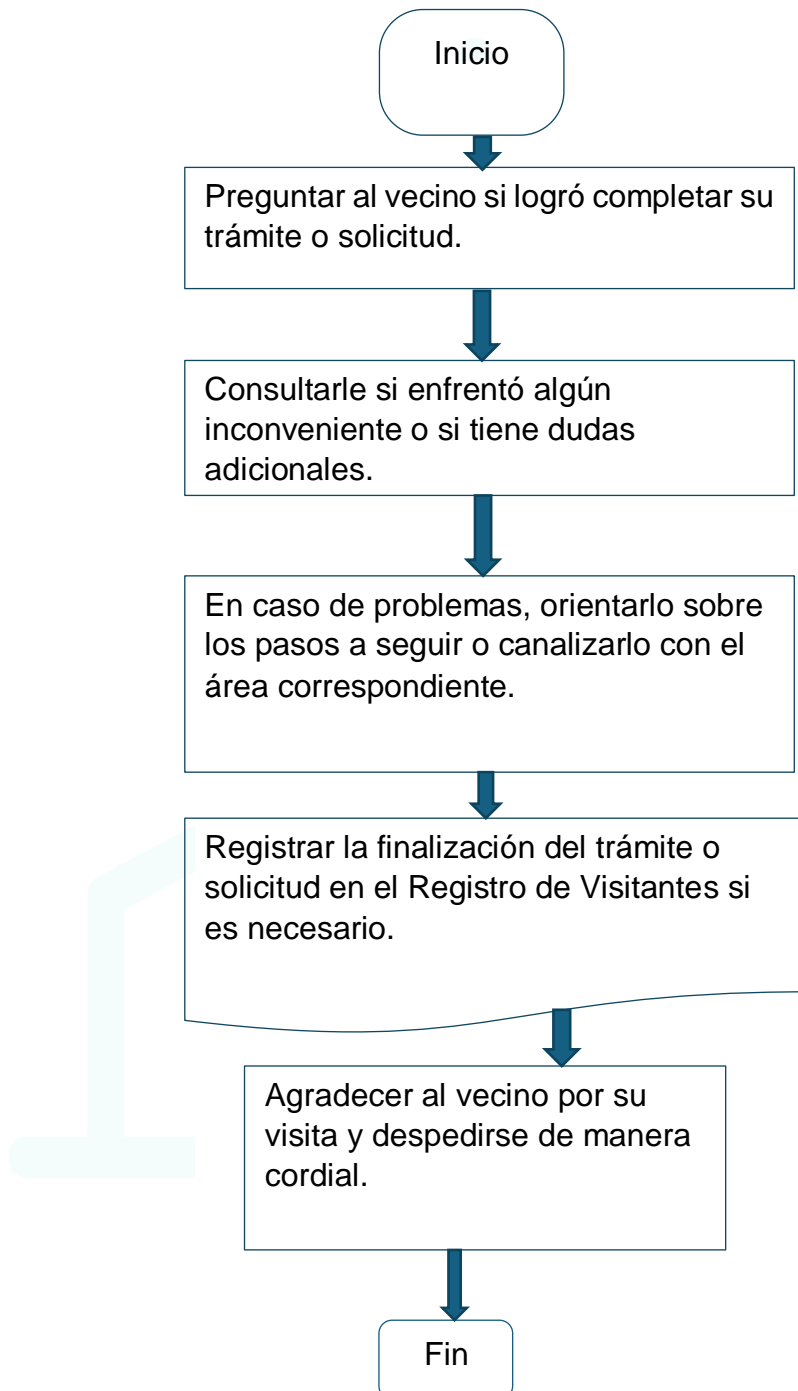 Inicio
Preguntar al vecino si logró completar su
trámite o solicitud.
Consultarle si enfrentó algún
inconveniente o si tiene dudas
adicionales.
En caso de problemas, orientarlo sobre
los pasos a seguir o canalizarlo con el
área correspondiente.
Registrar la finalización del trámite o
solicitud en el Registro de Visitantes si
es necesario.
Agradecer al vecino por su
visita y despedirse de manera
cordial.
Fin